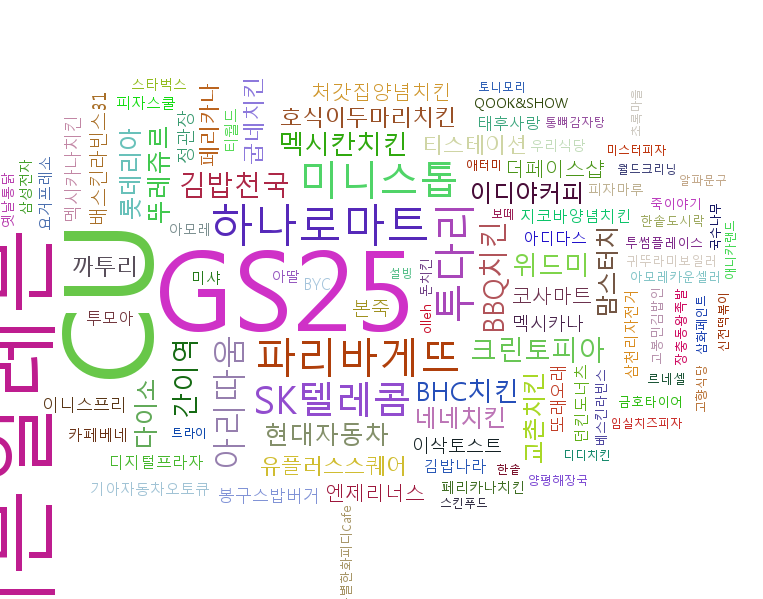 스타벅스
피자스쿨
배스킨라빈스31
멕시카나치킨
삼성전자
옛날통닭
요거프레소
롯데리아
뚜레쥬르
정관장
페리카나
티월드
굽네치킨
처갓집양념치킨
호식이두마리치킨
멕시칸치킨
토니모리
QOOK&SHOW
태후사랑
통뼈감자탕
초록마을
티스테이션
우리식당
미스터피자
김밥천국
미니스톱
애터미
더페이스샵
월드크리닝
이디야커피
피자마루
알파문구
아모레
하나로마트
보떼
지코바양념치킨
죽이야기
한솥도시락
국수나무
CU
까투리
투다리
BBQ치킨
아디다스
맘스터치
투썸플레이스
애니카랜드
GS25
미샤
아딸
BYC
설빙
돈치킨
위드미
귀뚜라미보일러
아모레카운셀러
투모아
본죽
olleh
코사마트
멕시카나
삼천리자전거
고봉민김밥인
장충동왕족발
삼화페인트
신전떡볶이
간이역
아리따움
파리바게뜨
크린토피아
르네셀
고향식당
이니스프리
다이소
SK텔레콤
BHC치킨
교촌치킨
또래오래
던킨도너츠
베스킨라빈스
금호타이어
카페베네
트라이
현대자동차
네네치킨
임실치즈피자
디지털프라자
유플러스스퀘어
이삭토스트
김밥나라
한솥
디디치킨
기아자동차오토큐
봉구스밥버거
엔제리너스
페리카나치킨
양평해장국
스킨푸드
별한화피디Cafe